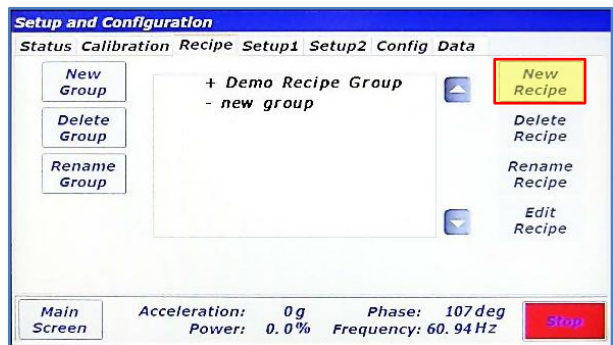 Setup and Configuration
Status Calibration Recipe Setup1 Setup2 Config Data
New
Group
Delete
Group
Rename
Group
+ Demo Recipe Group
- new group
New
Recipe
Delete
Recipe
Rename
Recipe
Edit
Recipe
Main
Screen
Acceleration: 0g Phase: 107deg
Power: 0.0% Frequency: 60.94Hz
Stop